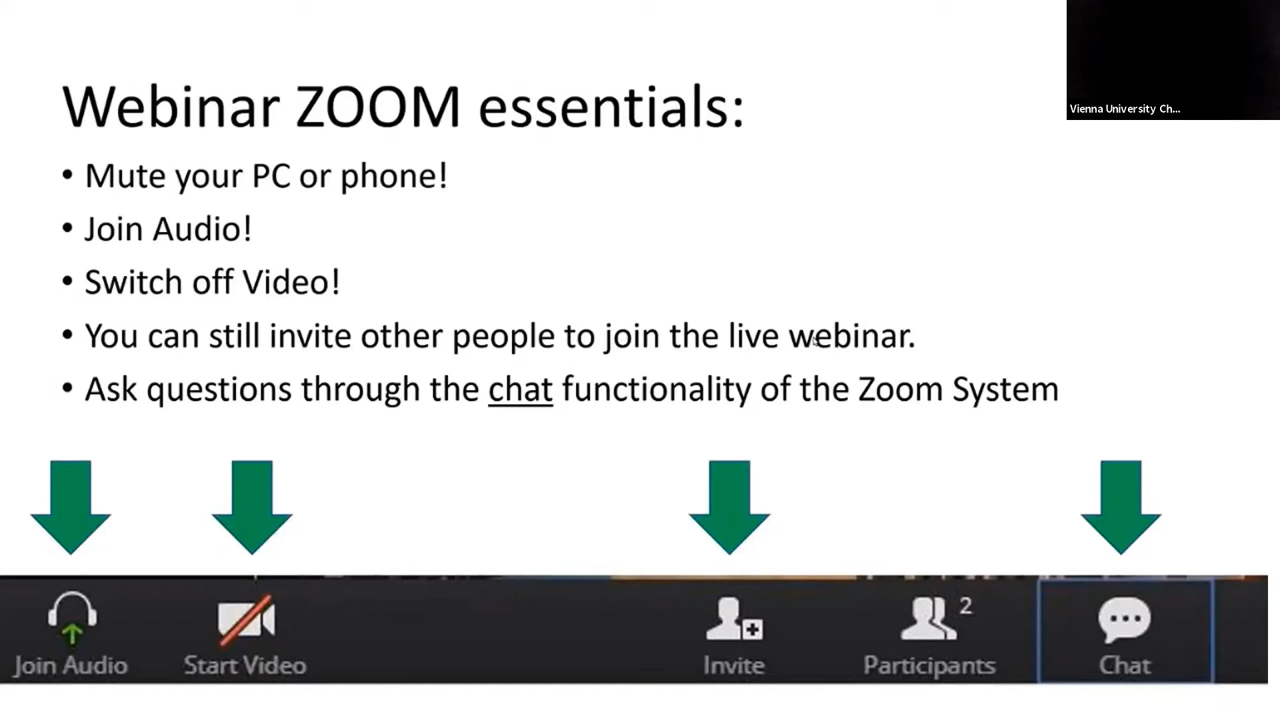 Vienna University Ch...
Webinar ZOOM essentials:
• Mute your PC or phone!
• Join Audio!
• Switch off Video!
• You can still invite other people to join the live webinar.
• Ask questions through the chat functionality of the Zoom System
Join Audio
Start Video
Invite
2
Participants
Chat